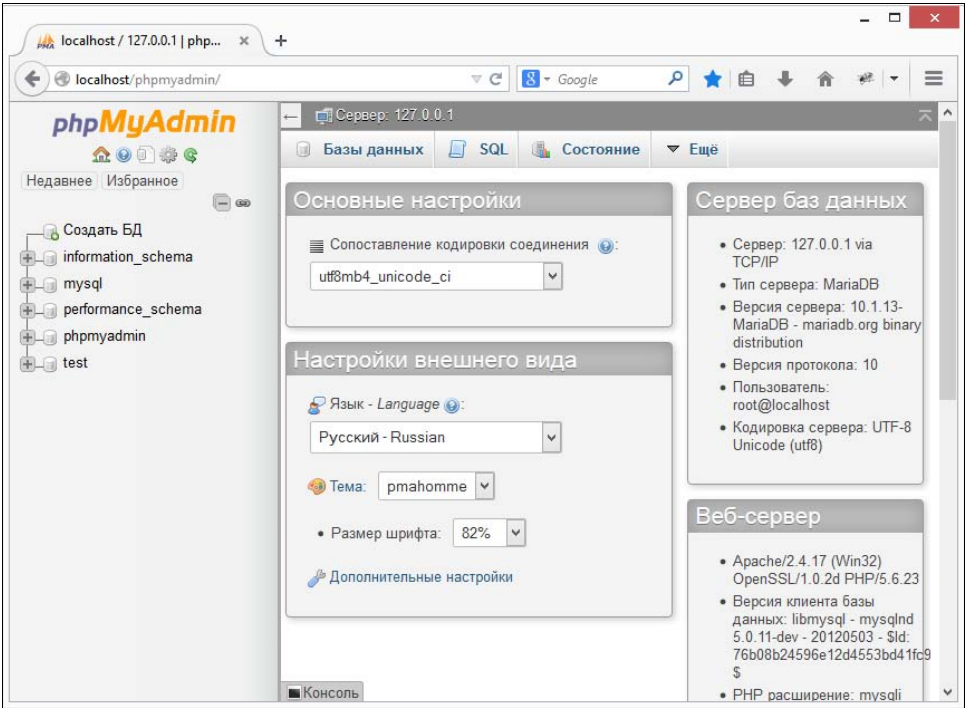 localhost / 127.0.0.1 | php...
localhost/phpmyadmin/
Google
phpMyAdmin
Недавнее Избранное
Создать БД
information_schema
mysql
performance_schema
phpmyadmin
test
Сервер: 127.0.0.1
Базы данных SQL Состояние Ещё
Основные настройки
Сопоставление кодировки соединения :
utf8mb4_unicode_ci
Настройки внешнего вида
Язык - Language :
Русский - Russian
Тема: pmahomme
• Размер шрифта: 82%
Дополнительные настройки
Консоль
Сервер баз данных
• Сервер: 127.0.0.1 via
TCP/IP
• Тип сервера: MariaDB
• Версия сервера: 10.1.13-
MariaDB - mariadb.org binary
distribution
• Версия протокола: 10
• Пользователь:
root@localhost
• Кодировка сервера: UTF-8
Unicode (utf8)
Веб-сервер
• Apache/2.4.17 (Win32)
OpenSSL/1.0.2d PHP/5.6.23
• Версия клиента базы
данных: libmysql - mysqlnd
5.0.11-dev - 20120503 - $Id:
76b08b24596e12d4553bd41fc9
$
• PHP расширение: mysqli